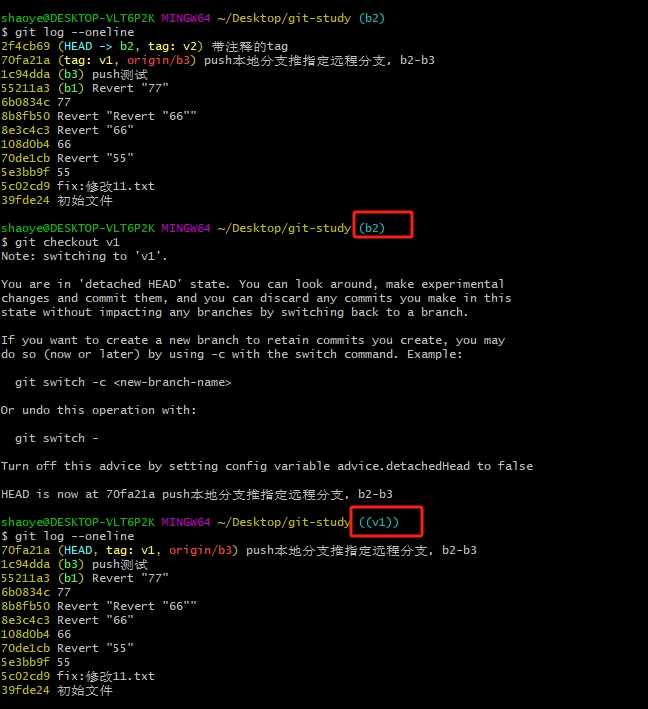 shaoye@DESKTOP-VLT6P2K MINGW64 ~/Desktop/git-study (b2)
$ git log --oneline
2f4cb69 (HEAD -> b2, tag: v2) 带注释的tag
70fa21a (tag: v1, origin/b3) push本地分支推指定远程分支, b2-b3
1c94dda (b3) push测试
55211a3 (b1) Revert "77"
6b0834c 77
8b8fb50 Revert "Revert "66""
8e3c4c3 Revert "66"
108d0b4 66
70de1cb Revert "55"
5e3bb9f 55
5c02cd9 fix:修改11.txt
39fde24 初始文件
shaoye@DESKTOP-VLT6P2K MINGW64 ~/Desktop/git-study (b2)
$ git checkout v1
Note: switching to 'v1'.
You are in 'detached HEAD' state. You can look around, make experimental
changes and commit them, and you can discard any commits you make in this
state without impacting any branches by switching back to a branch.
If you want to create a new branch to retain commits you create, you may
do so (now or later) by using -c with the switch command. Example:
git switch -c <new-branch-name>
Or undo this operation with:
git switch -
Turn off this advice by setting config variable advice.detachedHead to false
HEAD is now at 70fa21a push本地分支推指定远程分支, b2-b3
shaoye@DESKTOP-VLT6P2K MINGW64 ~/Desktop/git-study ((v1))
$ git log --oneline
70fa21a (HEAD, tag: v1, origin/b3) push本地分支推指定远程分支, b2-b3
1c94dda (b3) push测试
55211a3 (b1) Revert "77"
6b0834c 77
8b8fb50 Revert "Revert "66""
8e3c4c3 Revert "66"
108d0b4 66
70de1cb Revert "55"
5e3bb9f 55
5c02cd9 fix:修改11.txt
39fde24 初始文件